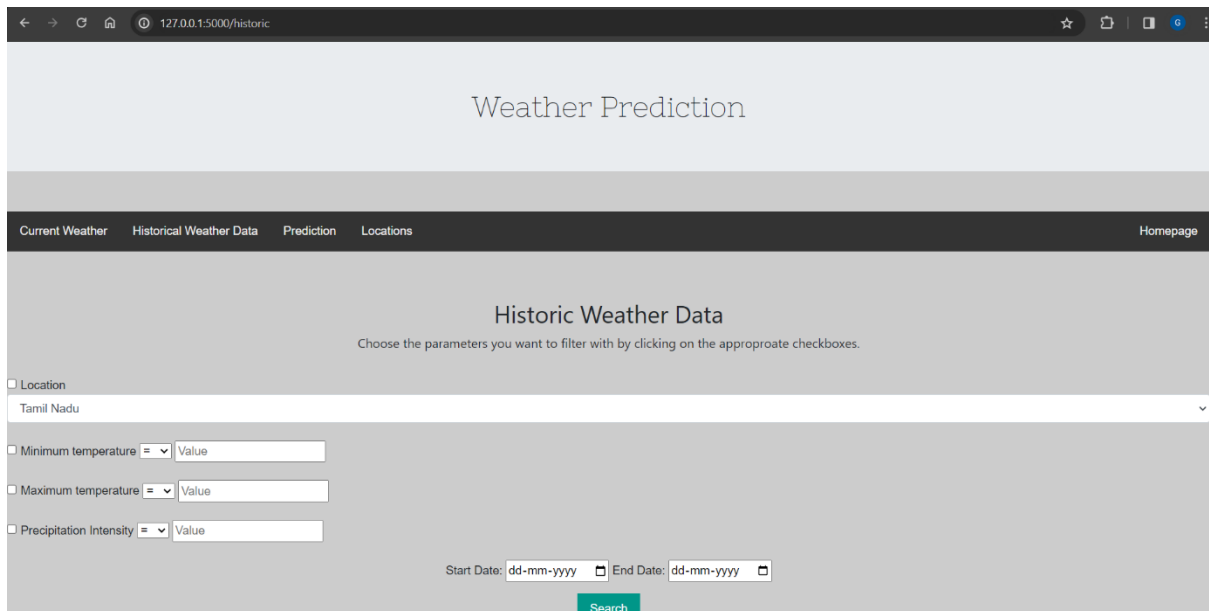 127.0.0.1:5000/historic
G
Weather Prediction
Current Weather Historical Weather Data Prediction Locations Homepage
Historic Weather Data
Choose the parameters you want to filter with by clicking on the approproate checkboxes.
Location
Tamil Nadu
Minimum temperature = Value
Maximum temperature = Value
Precipitation Intensity = Value
Start Date: dd-mm-yyyy End Date: dd-mm-yyyy
Search